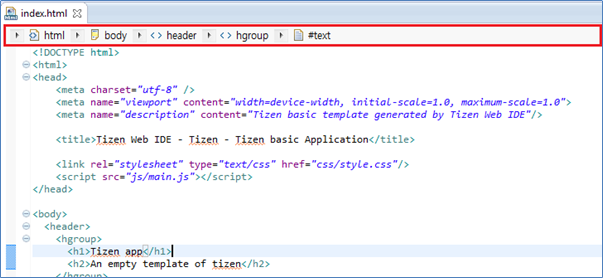 index.html
html body header hgroup #text
<!DOCTYPE html>
<html>
<head>
<meta charset="utf-8" />
<meta name="viewport" content="width=device-width, initial-scale=1.0, maximum-scale=1.0">
<meta name="description" content="Tizen basic template generated by Tizen Web IDE"/>
<title>Tizen Web IDE - Tizen - Tizen basic Application</title>
<link rel="stylesheet" type="text/css" href="css/style.css"/>
<script src="js/main.js"></script>
</head>
<body>
<header>
<hgroup>
<h1>Tizen app</h1>
<h2>An empty template of tizen</h2>
</hgroup>